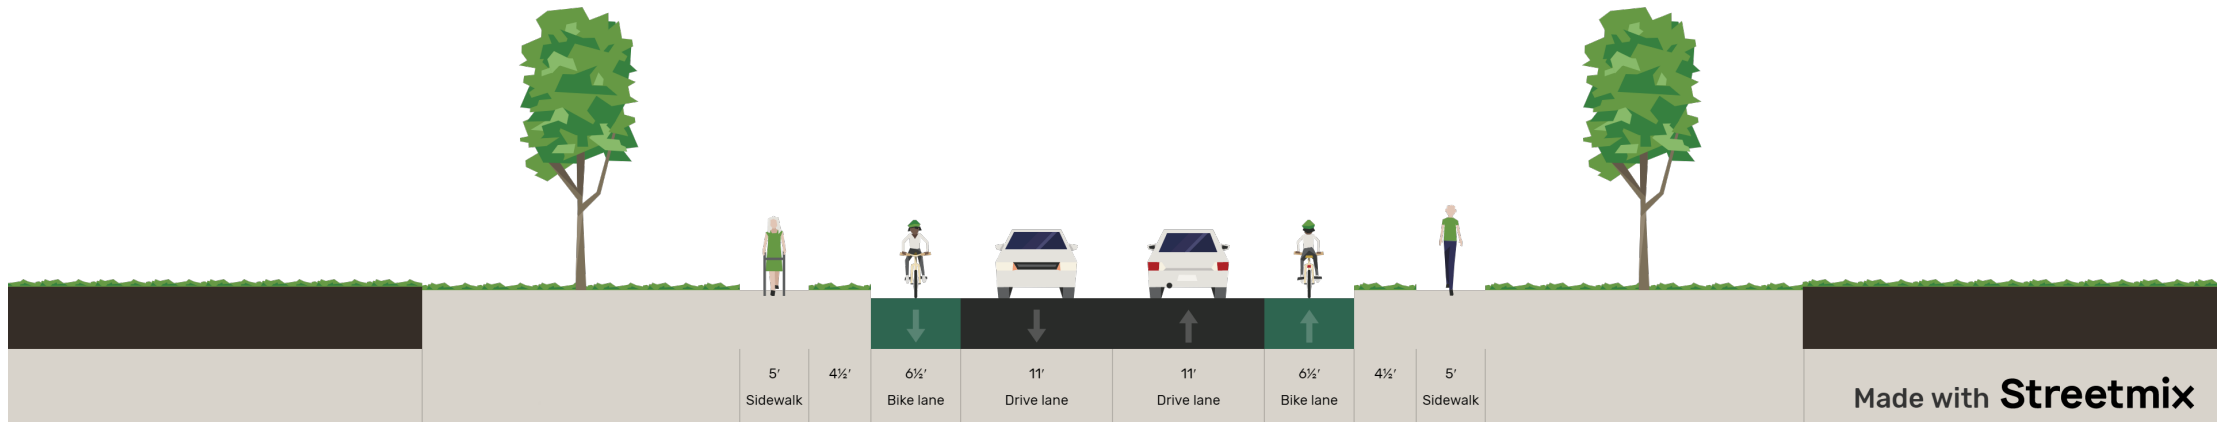 5′ 4½′ 6½′ 11′ 11′ 6½′ 4½′ 5′
Sidewalk Bike lane Drive lane Drive lane Bike lane Sidewalk
Made with Streetmix